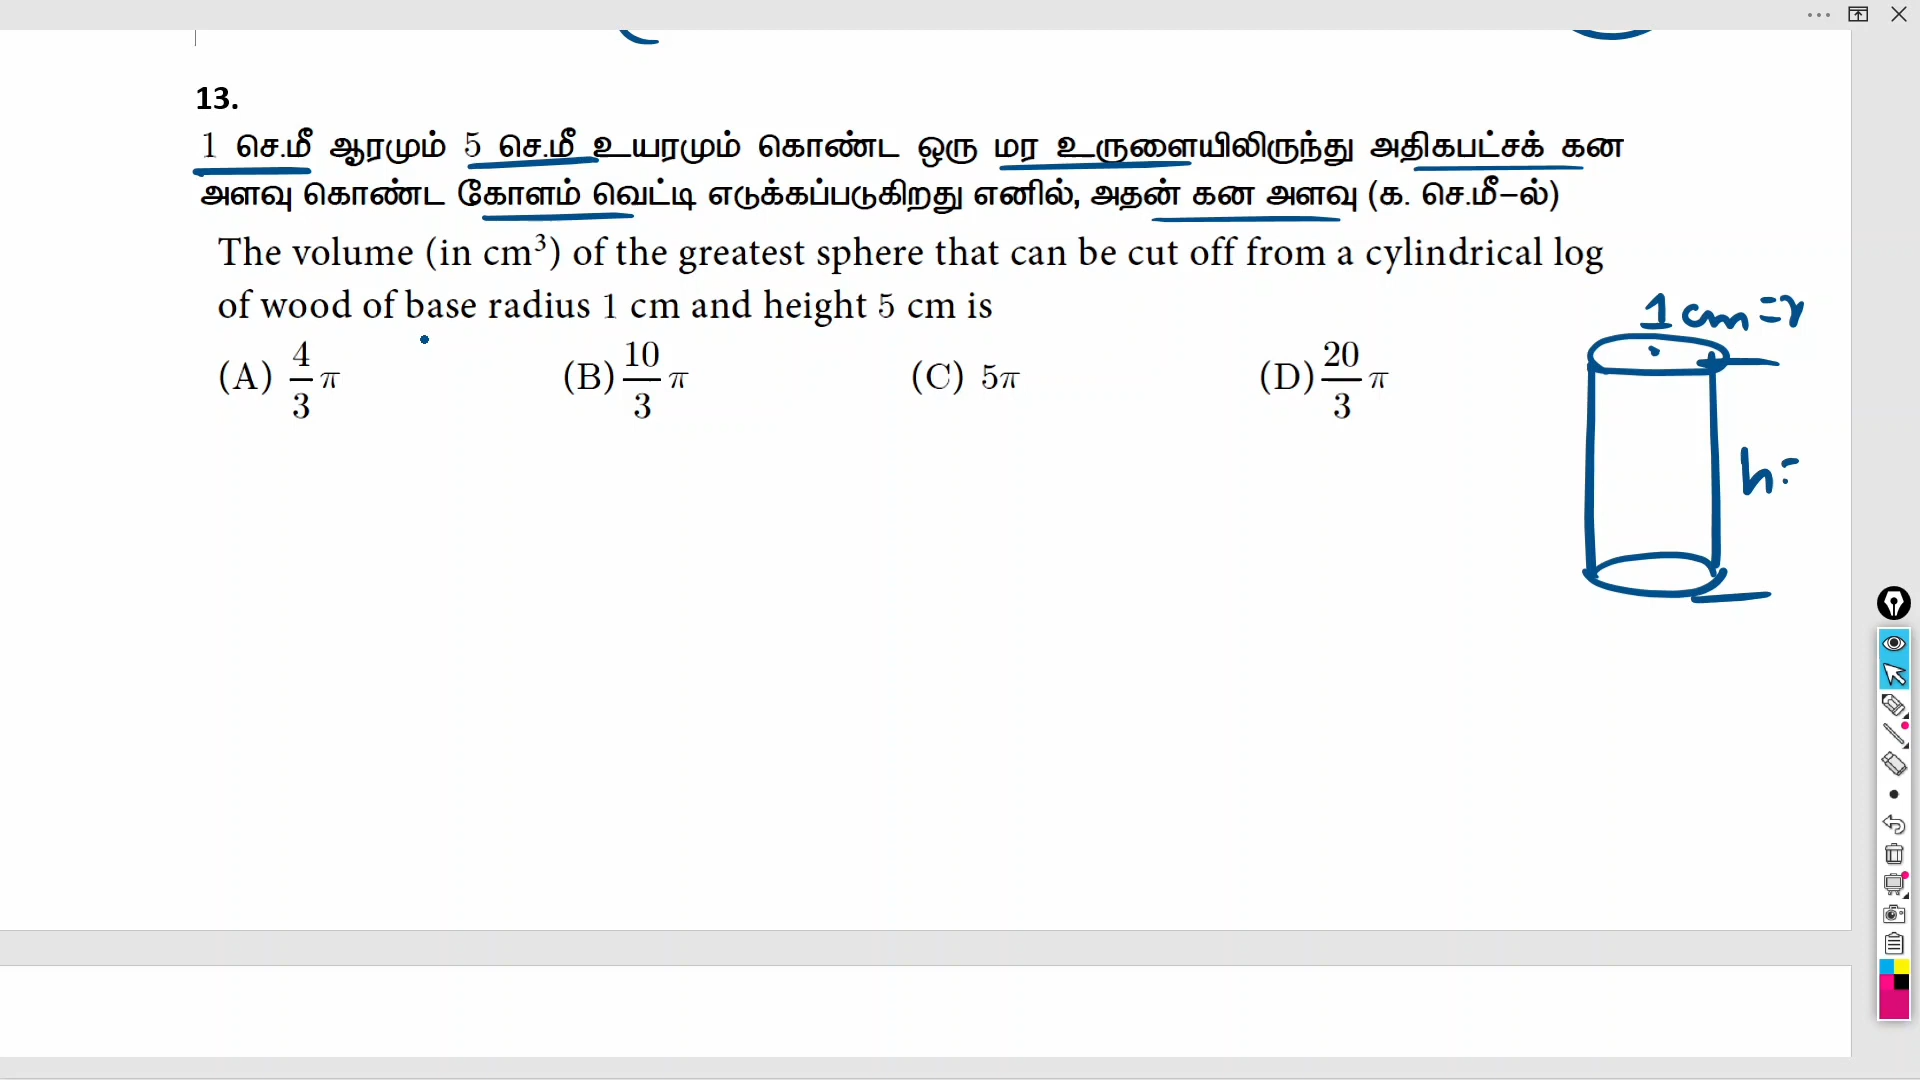 13.
1 செ.மீ ஆரமும் 5 செ.மீ உயரமும் கொண்ட ஒரு மர உருளையிலிருந்து அதிகபட்சக் கன
அளவு கொண்ட கோளம் வெட்டி எடுக்கப்படுகிறது எனில், அதன் கன அளவு (க. செ.மீ–ல்)
The volume (in cm³) of the greatest sphere that can be cut off from a cylindrical log
of wood of base radius 1 cm and height 5 cm is
1 cm = r
(A) 4/3 π (B) 10/3 π (C) 5π (D) 20/3 π
h =